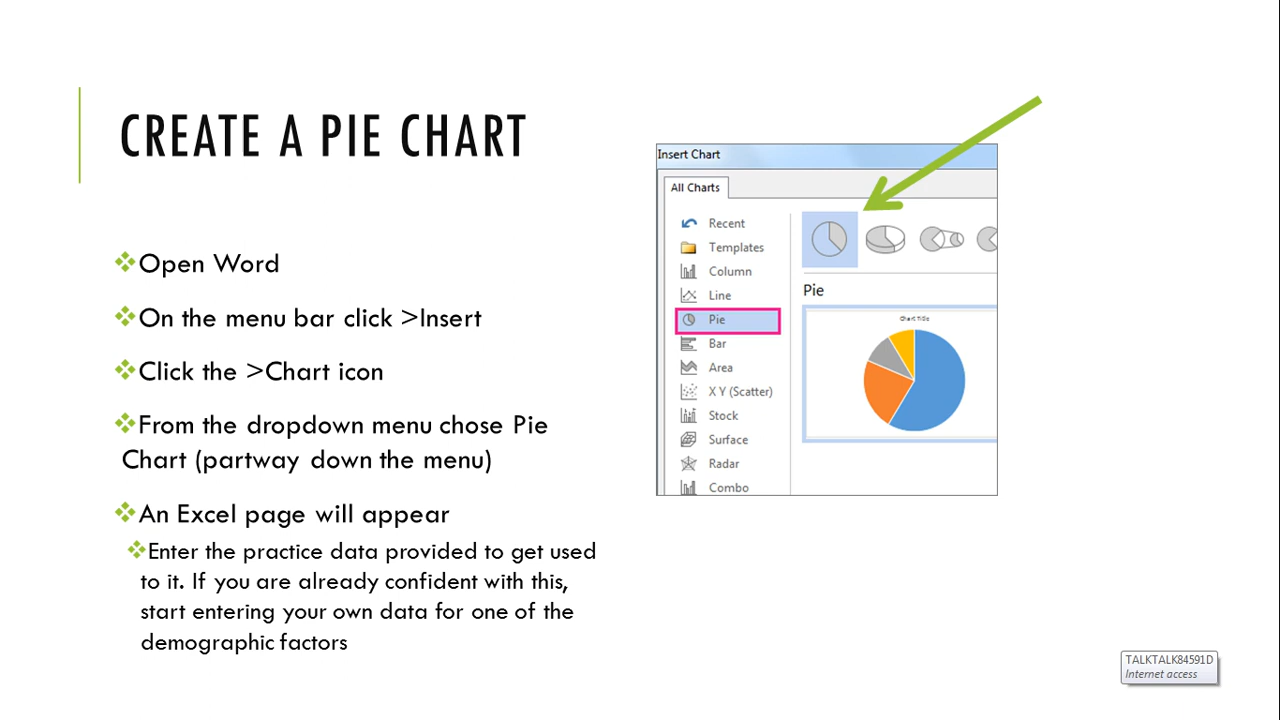 CREATE A PIE CHART
Open Word
On the menu bar click >Insert
Click the >Chart icon
From the dropdown menu chose Pie
Chart (partway down the menu)
An Excel page will appear
Enter the practice data provided to get used
to it. If you are already confident with this,
start entering your own data for one of the
demographic factors
Insert Chart
All Charts
Recent
Templates
Column
Line
Pie
Bar
Area
X Y (Scatter)
Stock
Surface
Radar
Combo
Pie
Chart Title
TALKTALK84591D
Internet access